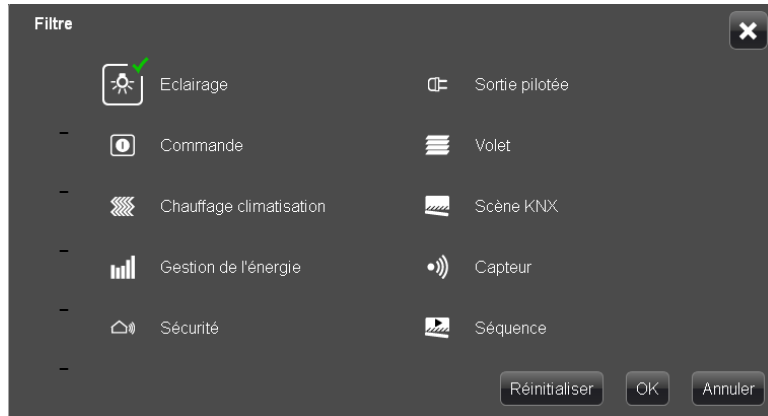 Filtre
Eclairage
Sortie pilotée
Commande
Volet
Chauffage climatisation
Scène KNX
Gestion de l'énergie
Capteur
Sécurité
Séquence
Réinitialiser
OK
Annuler